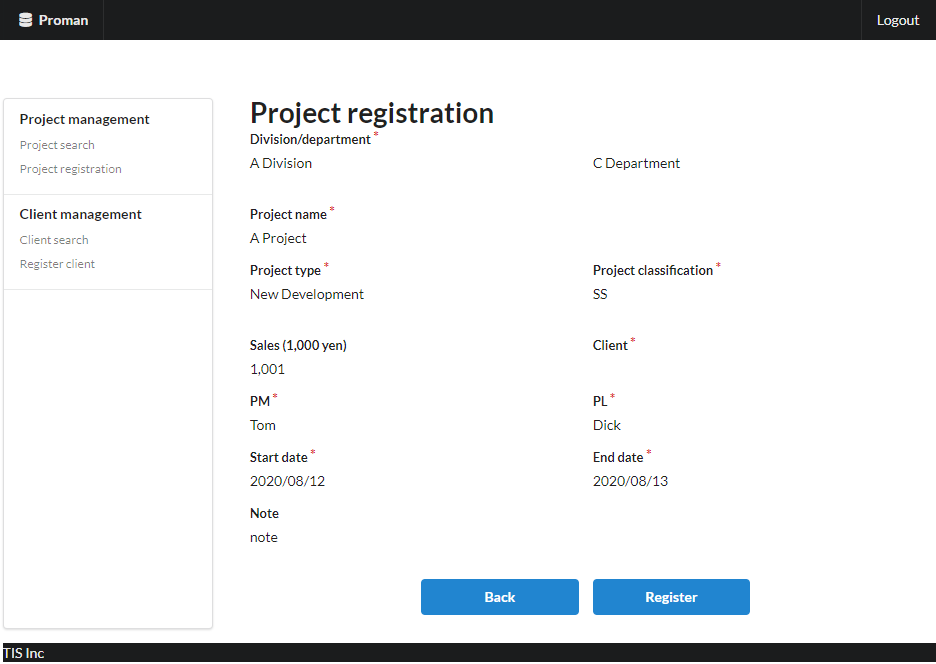 Proman
Logout
Project management
Project search
Project registration
Client management
Client search
Register client
Project registration
Division/department *
A Division
C Department
Project name *
A Project
Project type *
Project classification *
New Development
SS
Sales (1,000 yen)
Client *
1,001
PM *
PL *
Tom
Dick
Start date *
End date *
2020/08/12
2020/08/13
Note
note
Back
Register
TIS Inc